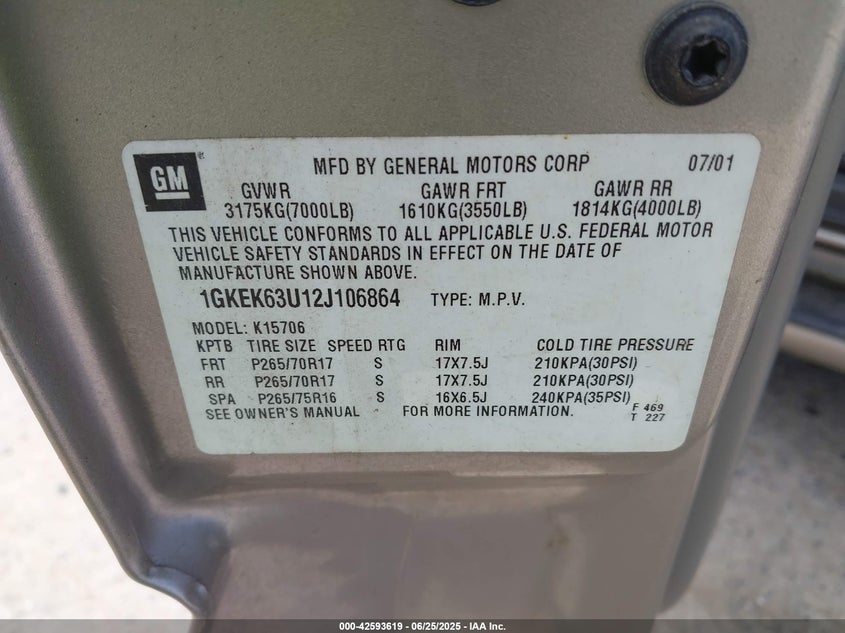 GM ®
MFD BY GENERAL MOTORS CORP 07/01
GVWR GAWR FRT GAWR RR
3175KG(7000LB) 1610KG(3550LB) 1814KG(4000LB)
THIS VEHICLE CONFORMS TO ALL APPLICABLE U.S. FEDERAL MOTOR
VEHICLE SAFETY STANDARDS IN EFFECT ON THE DATE OF
MANUFACTURE SHOWN ABOVE.
1GKEK63U12J106864 TYPE: M.P.V.
MODEL: K15706
KPTB TIRE SIZE SPEED RTG RIM COLD TIRE PRESSURE
FRT P265/70R17 S 17X7.5J 210KPA(30PSI)
RR P265/70R17 S 17X7.5J 210KPA(30PSI)
SPA P265/75R16 S 16X6.5J 240KPA(35PSI)
SEE OWNER'S MANUAL FOR MORE INFORMATION. F 469
T 227
000-42593619 - 06/25/2025 - IAA Inc.